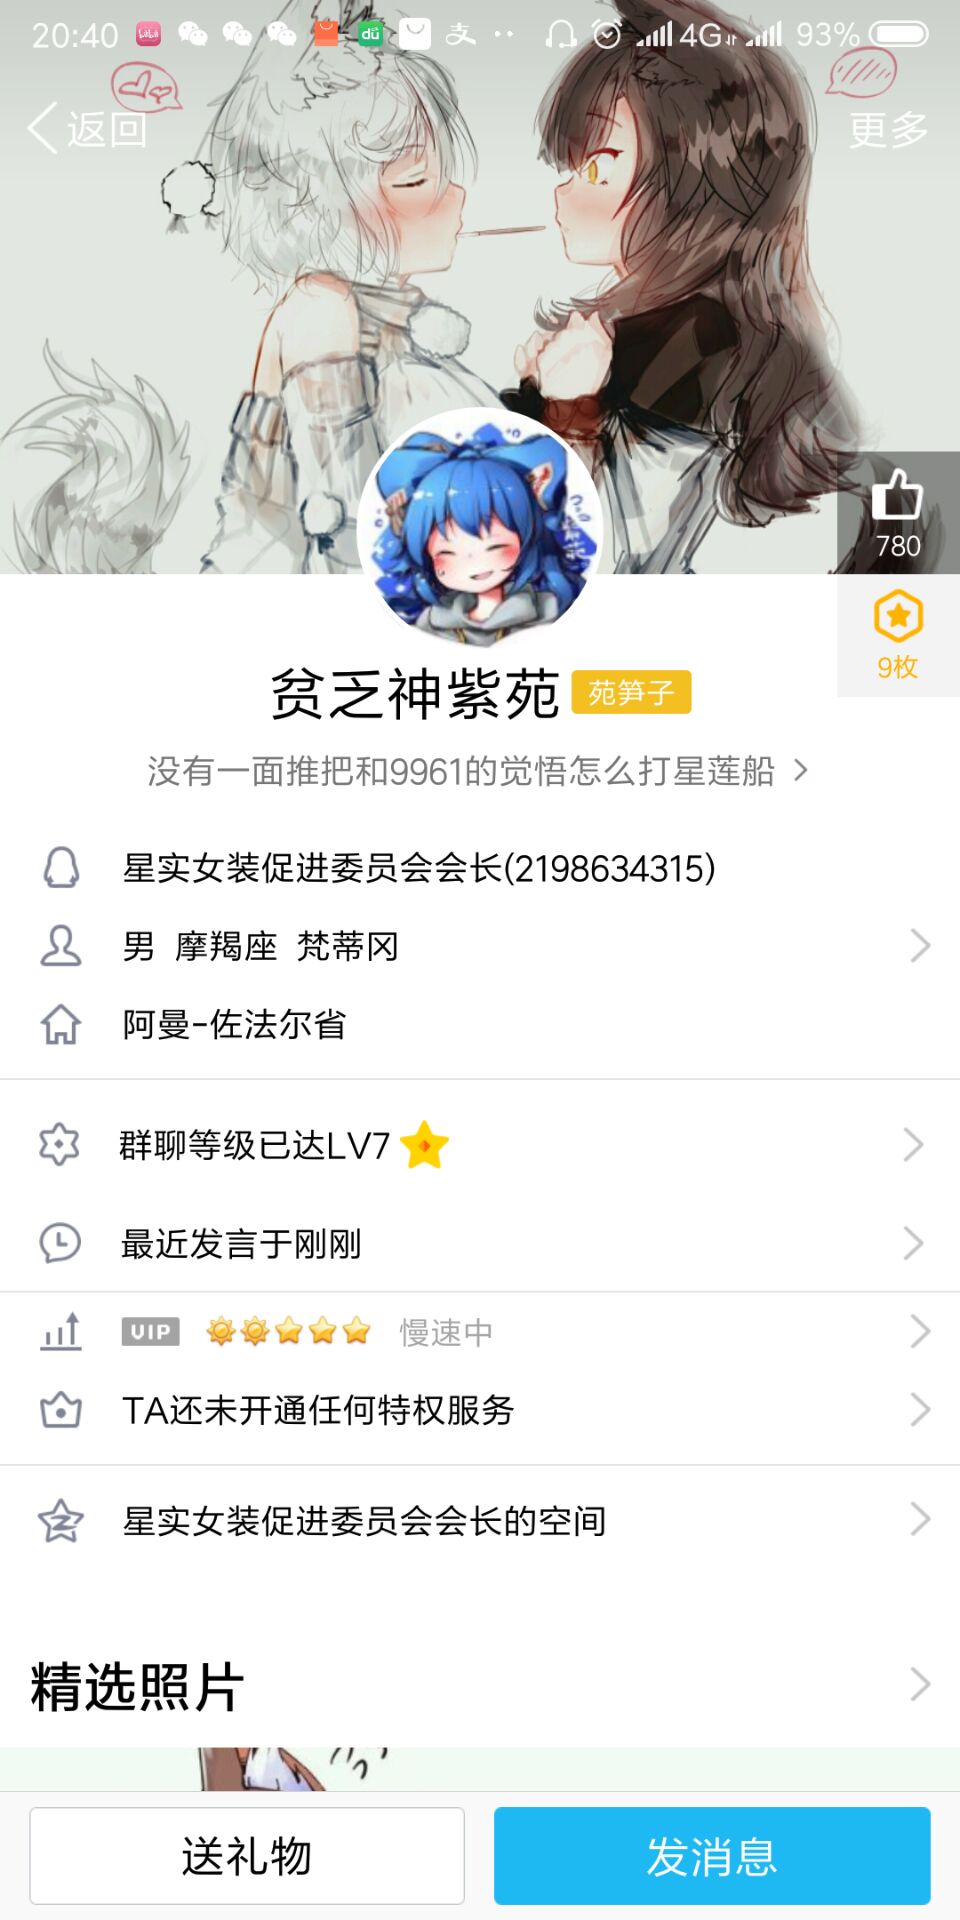 20:40 4G 93%
返回 更多
780
9枚
贫乏神紫苑 苑笋子
没有一面推把和9961的觉悟怎么打星莲船
星实女装促进委员会会长(2198634315)
男 摩羯座 梵蒂冈
阿曼-佐法尔省
群聊等级已达LV7
最近发言于刚刚
VIP 慢速中
TA还未开通任何特权服务
星实女装促进委员会会长的空间
精选照片
送礼物 发消息